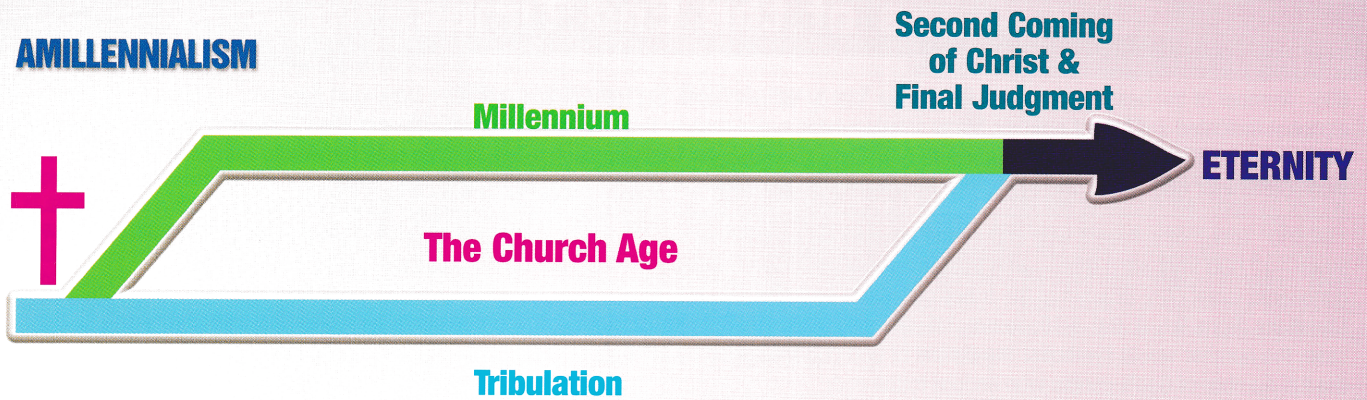 AMILLENNIALISM
Second Coming
of Christ &
Final Judgment
Millennium
ETERNITY
The Church Age
Tribulation